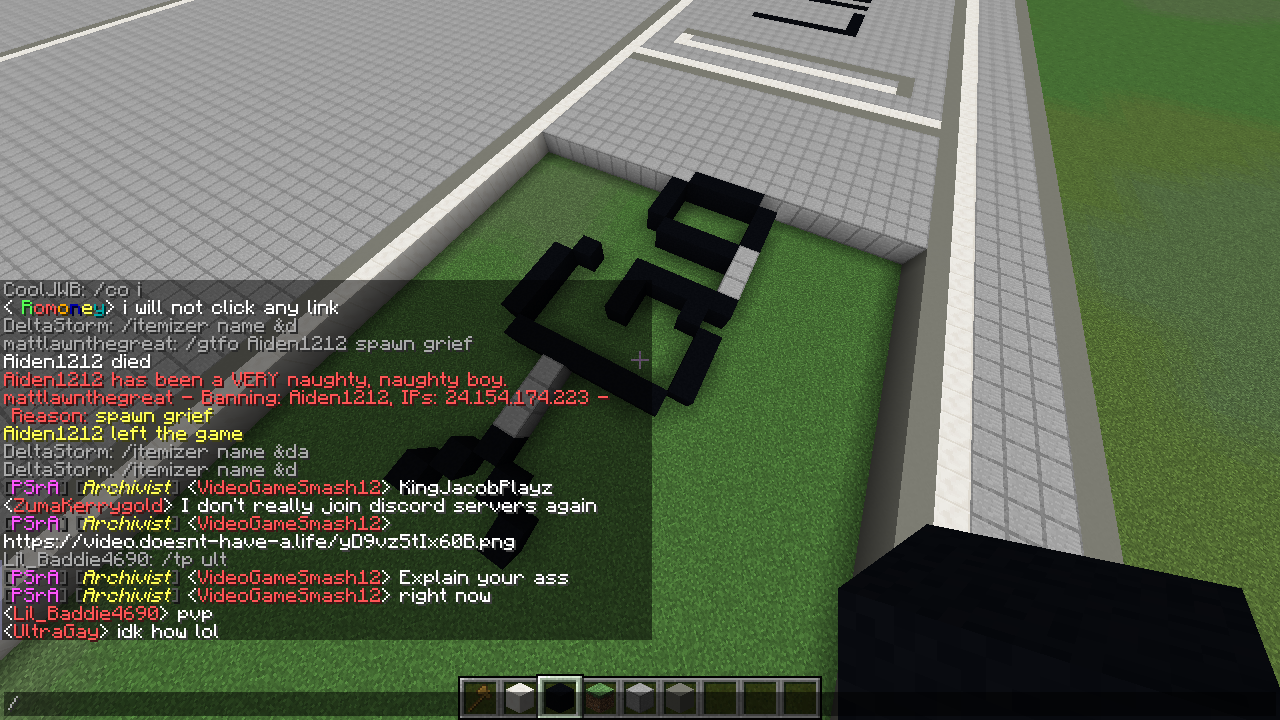 CoolJWB: /co i
< Romoney> i will not click any link
DeltaStorm: /itemizer name &d
mattlawnthegreat: /gtfo Aiden1212 spawn grief
Aiden1212 died
Aiden1212 has been a VERY naughty, naughty boy.
mattlawnthegreat - Banning: Aiden1212, IPs: 24.154.174.223 -
Reason: spawn grief
Aiden1212 left the game
DeltaStorm: /itemizer name &da
DeltaStorm: /itemizer name &d
[PSrA] [Archivist] <VideoGameSmash12> KingJacobPlayz
<ZumaKerrygold> I don't really join discord servers again
[PSrA] [Archivist] <VideoGameSmash12>
https://video.doesnt-have-a.life/yD9vz5tIx60B.png
Lil_Baddie4690: /tp ult
[PSrA] [Archivist] <VideoGameSmash12> Explain your ass
[PSrA] [Archivist] <VideoGameSmash12> right now
<Lil_Baddie4690> pvp
<UltraGay> idk how lol
/